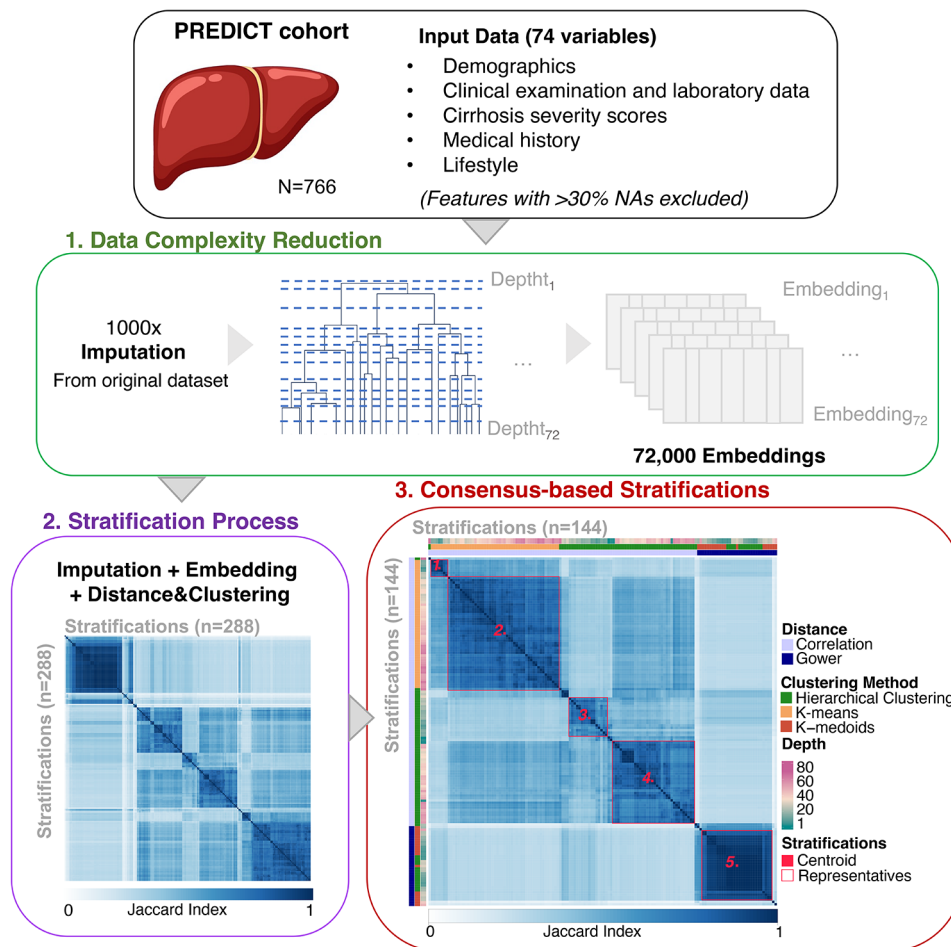 PREDICT cohort
N=766
Input Data (74 variables)
• Demographics
• Clinical examination and laboratory data
• Cirrhosis severity scores
• Medical history
• Lifestyle
(Features with >30% NAs excluded)
1. Data Complexity Reduction
1000x
Imputation
From original dataset
Deptht1
...
Deptht72
Embedding1
...
Embedding72
72,000 Embeddings
2. Stratification Process
Imputation + Embedding
+ Distance&Clustering
Stratifications (n=288)
Stratifications (n=288)
0 Jaccard Index 1
3. Consensus-based Stratifications
Stratifications (n=144)
Stratifications (n=144)
1.
2.
3.
4.
5.
0 Jaccard Index 1
Distance
Correlation
Gower
Clustering Method
Hierarchical Clustering
K-means
K-medoids
Depth
80
60
40
20
1
Stratifications
Centroid
Representatives